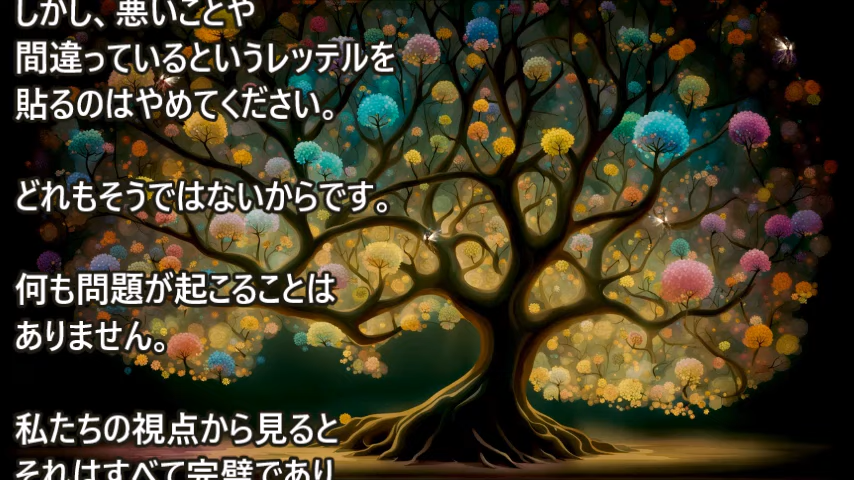 しかし、悪いことや
間違っているというレッテルを
貼るのはやめてください。
どれもそうではないからです。
何も問題が起こることは
ありません。
私たちの視点から見ると
それはすべて完璧であり